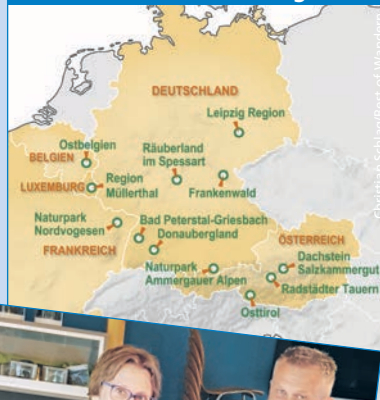 DEUTSCHLAND
Leipzig Region
Ostbelgien
Räuberland
im Spessart
BELGIEN
LUXEMBURG
Region
Müllerthal
Frankenwald
Naturpark
Nordvogesen
Bad Peterstal-Griesbach
Donaubergland
FRANKREICH
ÖSTERREICH
Naturpark
Ammergauer Alpen
Dachstein
Salzkammergut
Radstädter Tauern
Osttirol